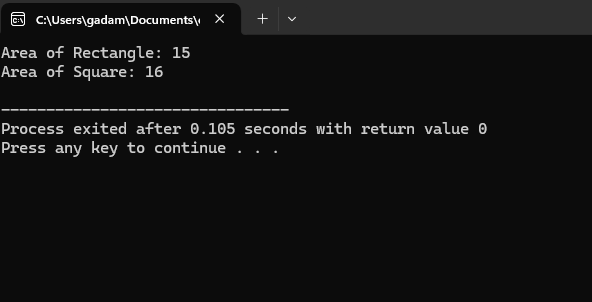 C:\Users\gadam\Documents\
Area of Rectangle: 15
Area of Square: 16
--------------------------------
Process exited after 0.105 seconds with return value 0
Press any key to continue . . .